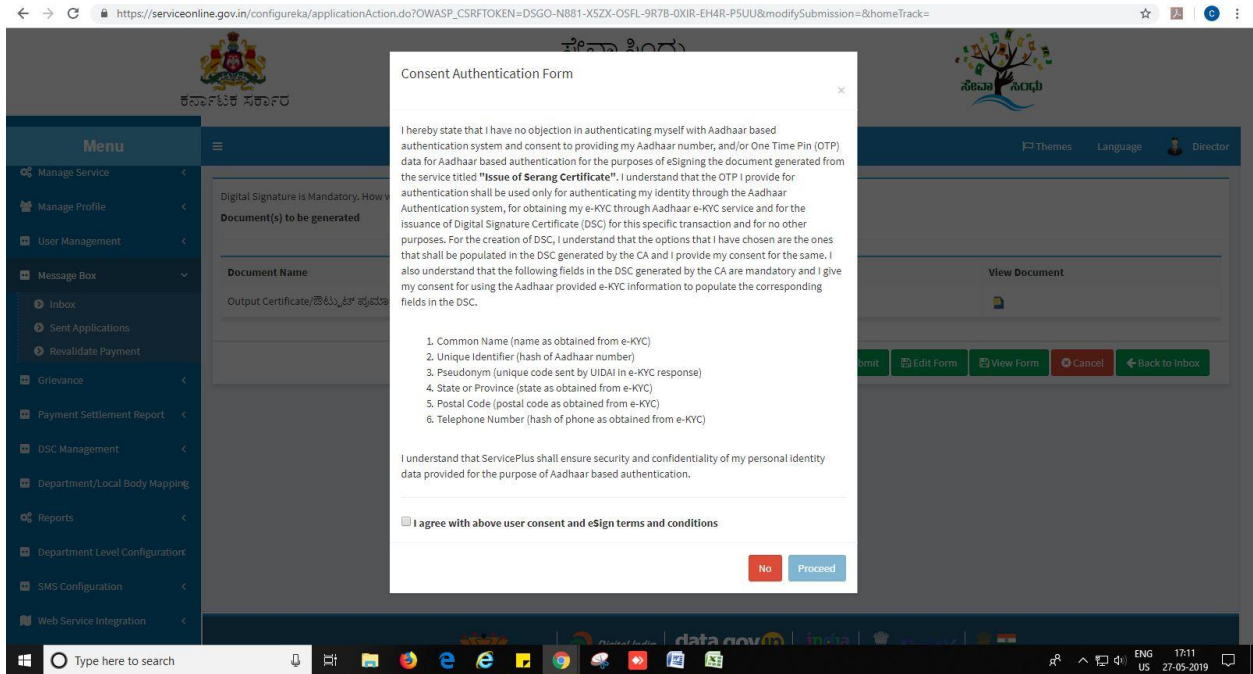 https://serviceonline.gov.in/configureka/applicationAction.do?OWASP_CSRFTOKEN=DSGO-N881-X5ZX-OSFL-9R7B-0XIR-EH4R-P5UU&modifySubmission=&homeTrack=
ಕರ್ನಾಟಕ ಸರ್ಕಾರ
ಸೇವಾ ಸಿಂಧು
ಸೇವಾ ಸಿಂಧು
Menu
Themes Language Director
Manage Service
Manage Profile
User Management
Message Box
Inbox
Sent Applications
Revalidate Payment
Grievance
Payment Settlement Report
DSC Management
Department/Local Body Mapping
Reports
Department Level Configuration
SMS Configuration
Web Service Integration
Digital Signature is Mandatory. How
Document(s) to be generated
Document Name
View Document
Output Certificate/
Edit Form View Form Cancel Back to Inbox
Consent Authentication Form
×
I hereby state that I have no objection in authenticating myself with Aadhaar based
authentication system and consent to providing my Aadhaar number, and/or One Time Pin (OTP)
data for Aadhaar based authentication for the purposes of eSigning the document generated from
the service titled "Issue of Serang Certificate". I understand that the OTP I provide for
authentication shall be used only for authenticating my identity through the Aadhaar
Authentication system, for obtaining my e-KYC through Aadhaar e-KYC service and for the
issuance of Digital Signature Certificate (DSC) for this specific transaction and for no other
purposes. For the creation of DSC, I understand that the options that I have chosen are the ones
that shall be populated in the DSC generated by the CA and I provide my consent for the same. I
also understand that the following fields in the DSC generated by the CA are mandatory and I give
my consent for using the Aadhaar provided e-KYC information to populate the corresponding
fields in the DSC.
1. Common Name (name as obtained from e-KYC)
2. Unique Identifier (hash of Aadhaar number)
3. Pseudonym (unique code sent by UIDAI in e-KYC response)
4. State or Province (state as obtained from e-KYC)
5. Postal Code (postal code as obtained from e-KYC)
6. Telephone Number (hash of phone as obtained from e-KYC)
I understand that ServicePlus shall ensure security and confidentiality of my personal identity
data provided for the purpose of Aadhaar based authentication.
I agree with above user consent and eSign terms and conditions
No Proceed
Digital India data.gov.in india
Type here to search
ENG 17:11
US 27-05-2019